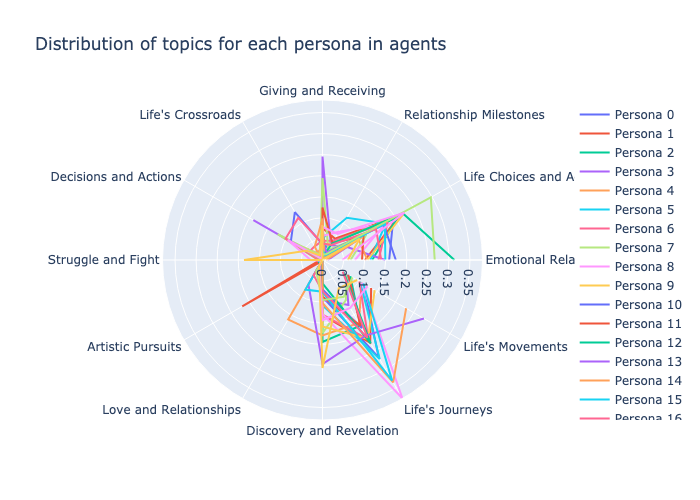 Distribution of topics for each persona in agents
Giving and Receiving
Life's Crossroads
Relationship Milestones
Decisions and Actions
Life Choices and A
Struggle and Fight
Emotional Rela
0
0.05
0.1
0.15
0.2
0.25
0.3
0.35
Artistic Pursuits
Life's Movements
Love and Relationships
Life's Journeys
Discovery and Revelation
Persona 0
Persona 1
Persona 2
Persona 3
Persona 4
Persona 5
Persona 6
Persona 7
Persona 8
Persona 9
Persona 10
Persona 11
Persona 12
Persona 13
Persona 14
Persona 15
Persona 16